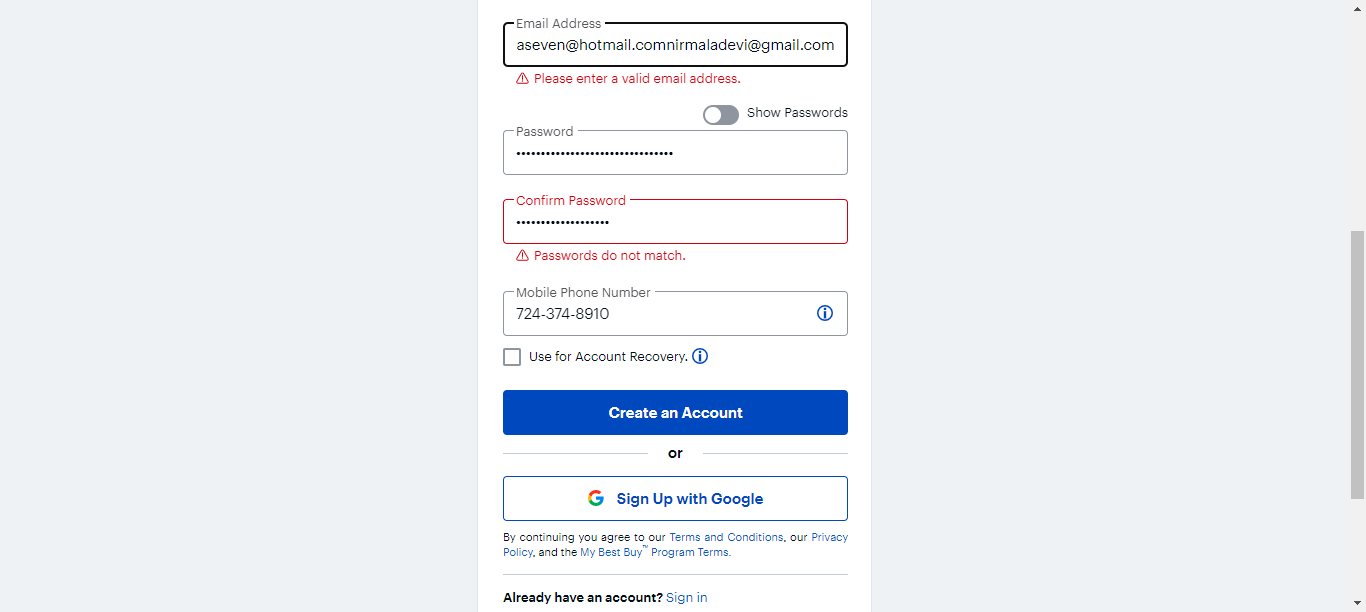 Email Address
aseven@hotmail.comnirmaladevi@gmail.com
Please enter a valid email address.
Show Passwords
Password
••••••••••••••••••••••••••••••••
Confirm Password
•••••••••••••••••••
Passwords do not match.
Mobile Phone Number
724-374-8910
Use for Account Recovery.
Create an Account
or
Sign Up with Google
By continuing you agree to our Terms and Conditions, our Privacy
Policy, and the My Best Buy™ Program Terms.
Already have an account? Sign in